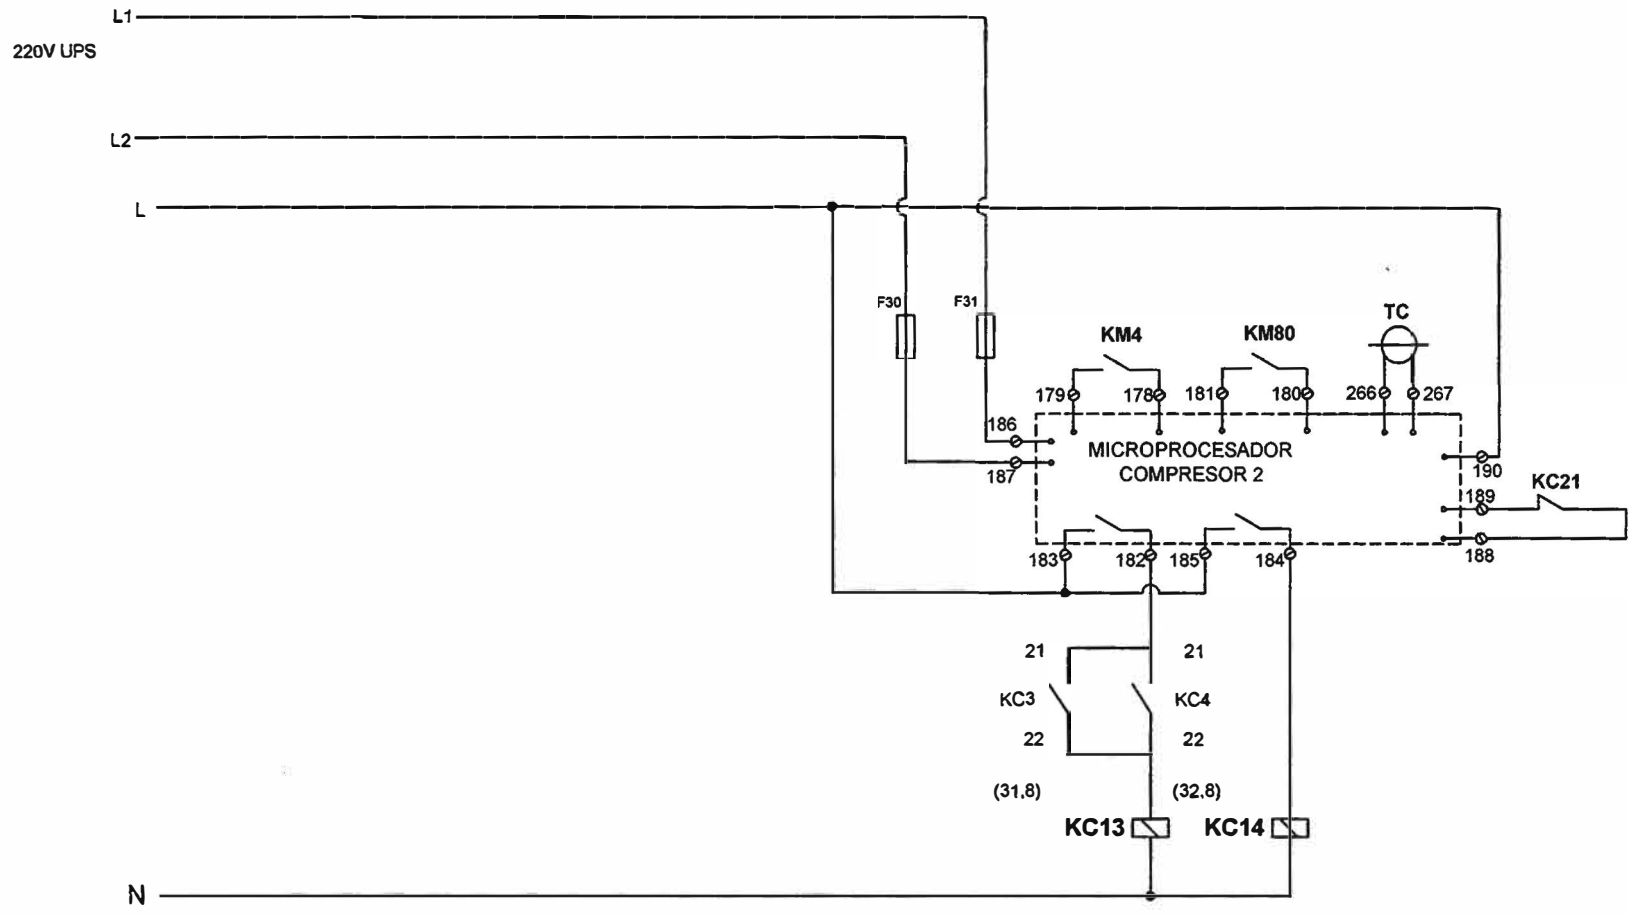 L1
220V UPS
L2
L
F30
F31
TC
KM4
KM80
179
178
181
180
266
267
186
187
MICROPROCESADOR
COMPRESOR 2
190
KC21
189
188
183
182
185
184
21
21
KC3
KC4
22
22
(31,8)
(32,8)
KC13
KC14
N